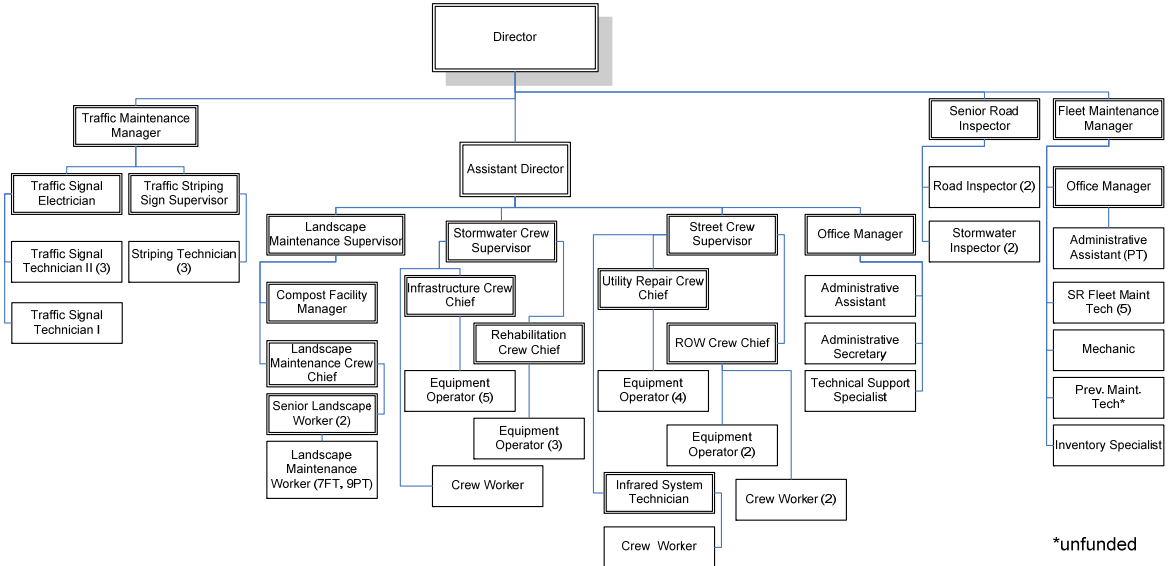 Director
Traffic Maintenance
Manager
Senior Road
Inspector
Fleet Maintenance
Manager
Assistant Director
Traffic Signal
Electrician
Traffic Striping
Sign Supervisor
Road Inspector (2)
Office Manager
Landscape
Maintenance Supervisor
Stormwater Crew
Supervisor
Street Crew
Supervisor
Office Manager
Traffic Signal
Technician II (3)
Striping Technician
(3)
Stormwater
Inspector (2)
Administrative
Assistant (PT)
Compost Facility
Manager
Infrastructure Crew
Chief
Utility Repair Crew
Chief
Administrative
Assistant
SR Fleet Maint
Tech (5)
Traffic Signal
Technician I
Rehabilitation
Crew Chief
ROW Crew Chief
Administrative
Secretary
Mechanic
Landscape
Maintenance Crew
Chief
Equipment
Operator (5)
Equipment
Operator (4)
Technical Support
Specialist
Prev. Maint.
Tech*
Senior Landscape
Worker (2)
Equipment
Operator (3)
Equipment
Operator (2)
Inventory Specialist
Landscape
Maintenance
Worker (7FT, 9PT)
Crew Worker
Infrared System
Technician
Crew Worker (2)
Crew Worker
*unfunded